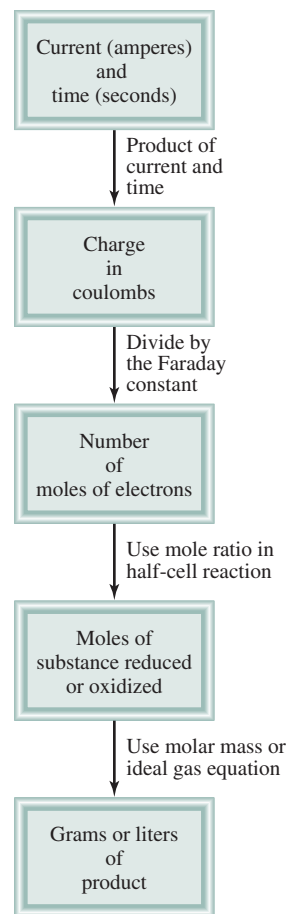 Current (amperes)
and
time (seconds)
Product of
current and
time
Charge
in
coulombs
Divide by
the Faraday
constant
Number
of
moles of electrons
Use mole ratio in
half-cell reaction
Moles of
substance reduced
or oxidized
Use molar mass or
ideal gas equation
Grams or liters
of
product